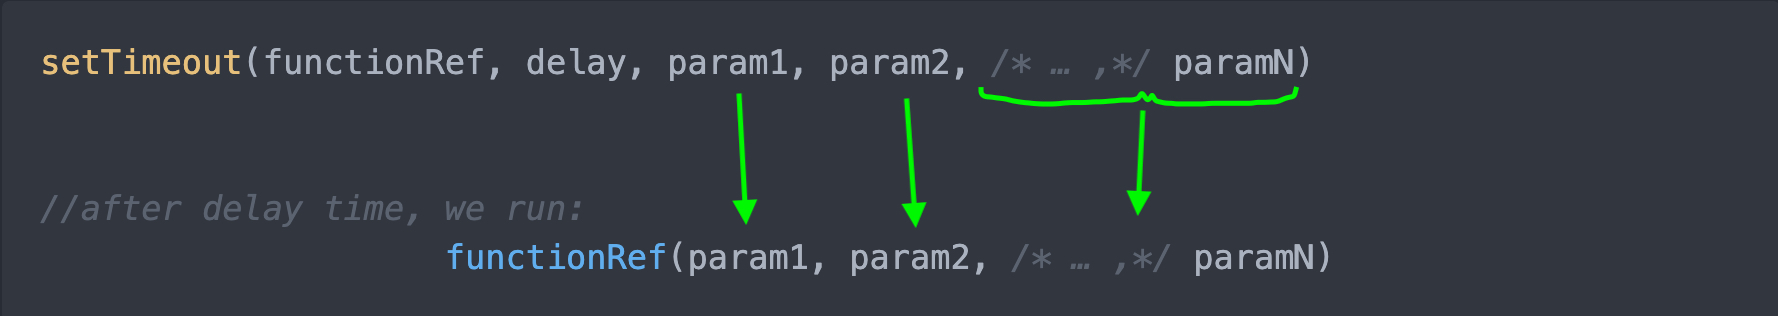 setTimeout(functionRef, delay, param1, param2, /* … ,*/ paramN)
//after delay time, we run:
functionRef(param1, param2, /* … ,*/ paramN)